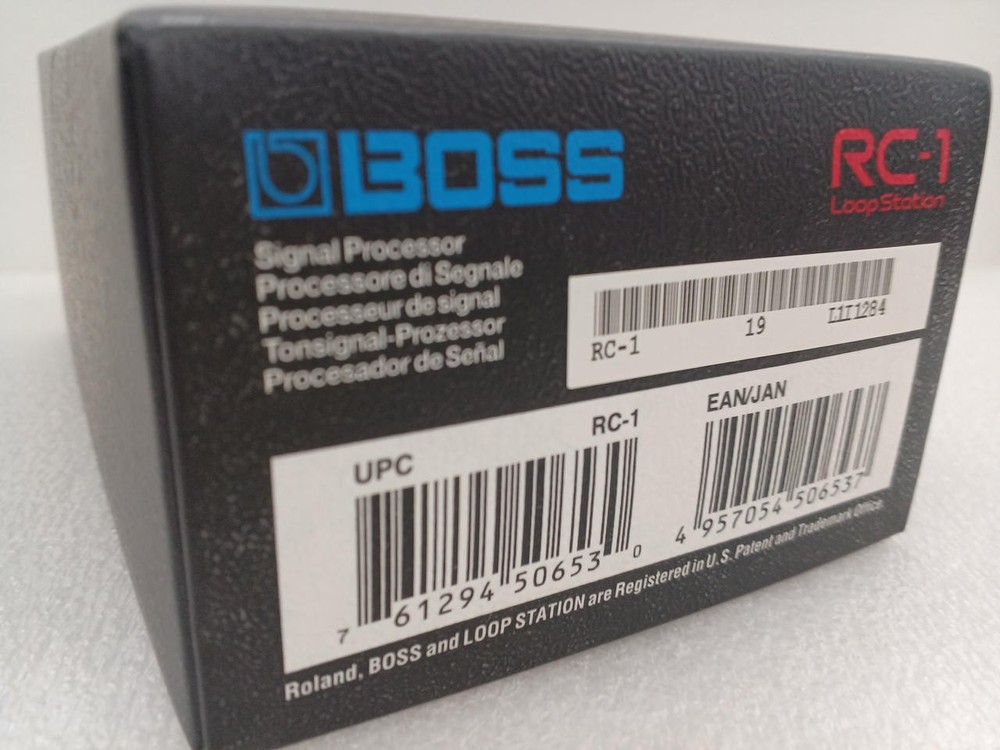 BOSS
RC-1
Loop Station
Signal Processor
Processore di Segnale
Processeur de signal
Tonsignal-Prozessor
Procesador de Señal
RC-1 19 L1I1284
UPC RC-1
7 61294 50653 0
EAN/JAN
4 957054 506537
Roland, BOSS and LOOP STATION are Registered in U.S. Patent and Trademark Office.